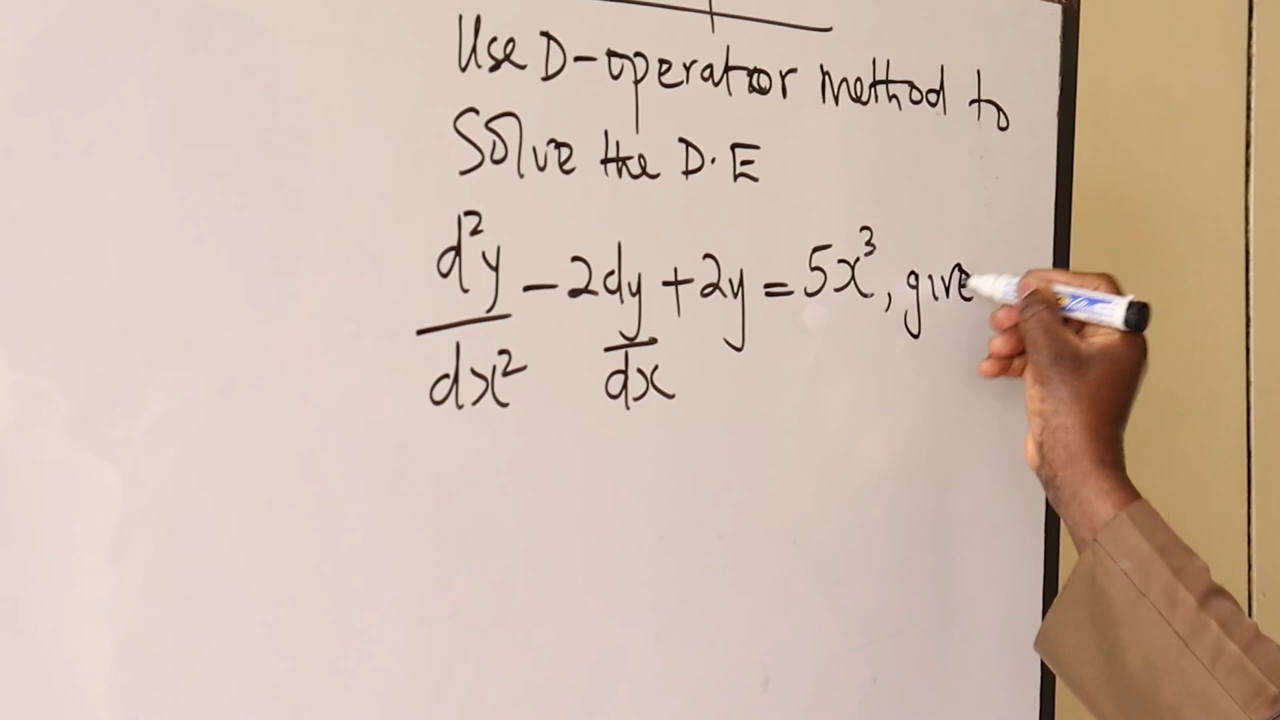 Use D-operator method to
Solve the D.E
d²y/dx² - 2dy/dx + 2y = 5x³, give